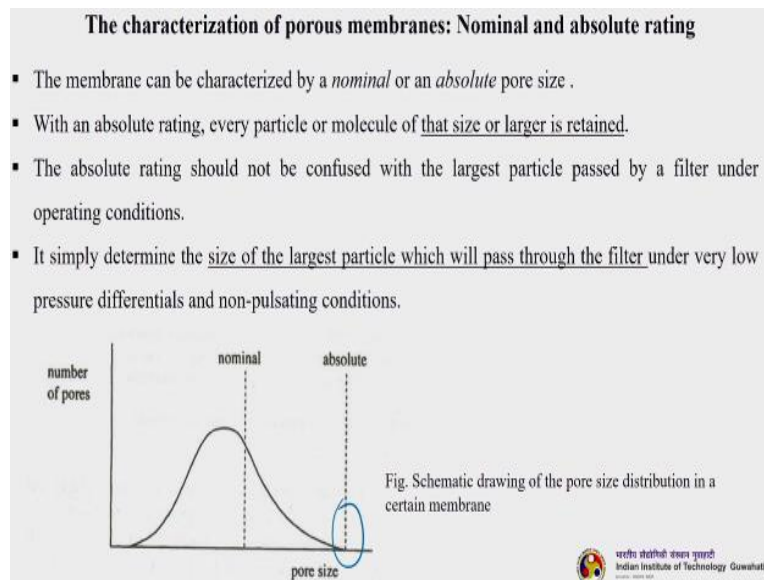 The characterization of porous membranes: Nominal and absolute rating
▪ The membrane can be characterized by a nominal or an absolute pore size .
▪ With an absolute rating, every particle or molecule of that size or larger is retained.
▪ The absolute rating should not be confused with the largest particle passed by a filter under
operating conditions.
▪ It simply determine the size of the largest particle which will pass through the filter under very low
pressure differentials and non-pulsating conditions.
nominal
absolute
number
of pores
Fig. Schematic drawing of the pore size distribution in a
certain membrane
pore size
भारतीय प्रौद्योगिकी संस्थान गुवाहाटी
Indian Institute of Technology Guwahati